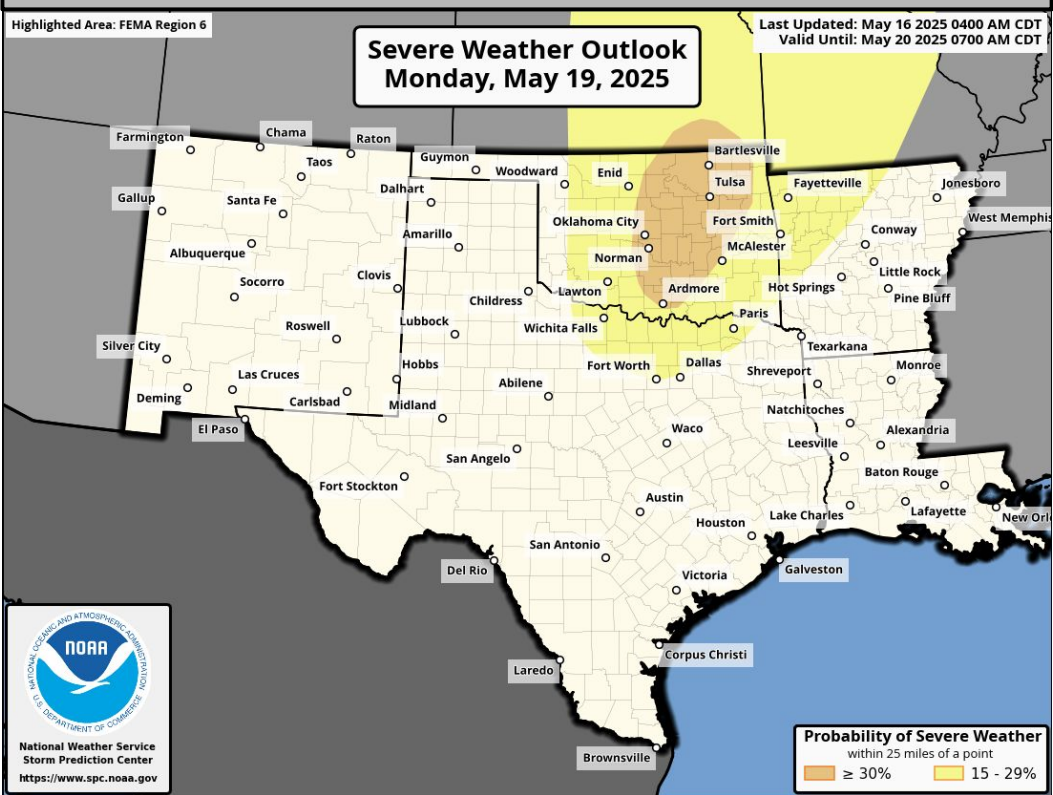 Highlighted Area: FEMA Region 6
Last Updated: May 16 2025 0400 AM CDT
Valid Until: May 20 2025 0700 AM CDT
Severe Weather Outlook
Monday, May 19, 2025
Farmington
Chama
Raton
Taos
Guymon
Woodward
Enid
Bartlesville
Tulsa
Fayetteville
Jonesboro
Gallup
Santa Fe
Dalhart
Oklahoma City
Fort Smith
West Memphis
Albuquerque
Amarillo
Norman
McAlester
Conway
Socorro
Clovis
Childress
Lawton
Ardmore
Hot Springs
Little Rock
Pine Bluff
Roswell
Lubbock
Wichita Falls
Paris
Texarkana
Silver City
Las Cruces
Hobbs
Abilene
Fort Worth
Dallas
Shreveport
Monroe
Deming
Carlsbad
Midland
Natchitoches
El Paso
Waco
Leesville
Alexandria
San Angelo
Baton Rouge
Fort Stockton
Austin
Houston
Lake Charles
Lafayette
New Orl
San Antonio
Del Rio
Victoria
Galveston
Laredo
Corpus Christi
Brownsville
NATIONAL OCEANIC AND ATMOSPHERIC ADMINISTRATION
NOAA
U.S. DEPARTMENT OF COMMERCE
National Weather Service
Storm Prediction Center
https://www.spc.noaa.gov
Probability of Severe Weather
within 25 miles of a point
≥ 30%
15 - 29%